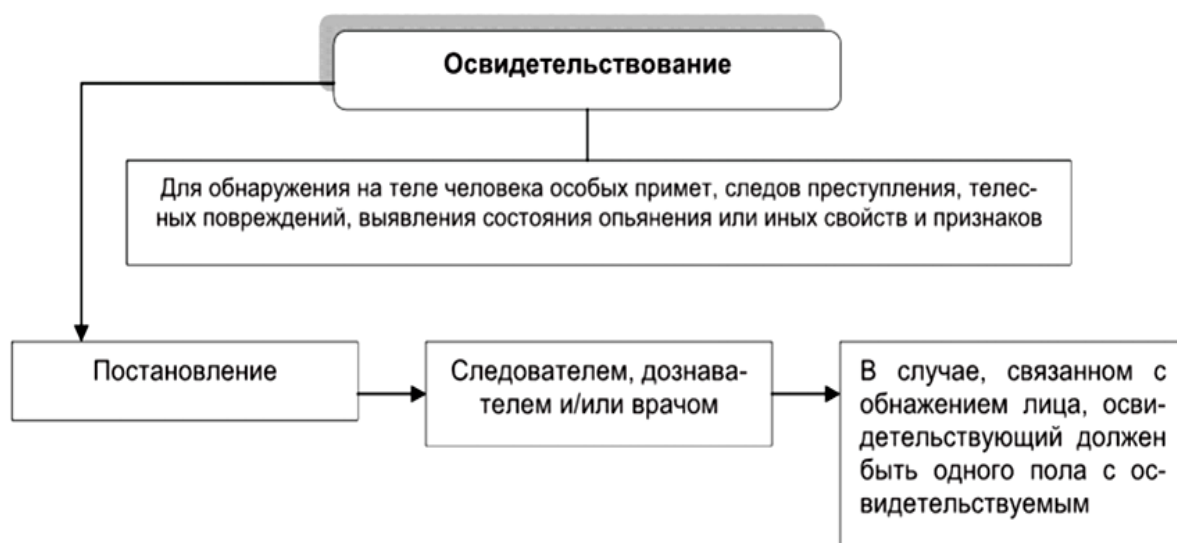 Освидетельствование
Для обнаружения на теле человека особых примет, следов преступления, телес-
ных повреждений, выявления состояния опьянения или иных свойств и признаков
Постановление
Следователем, дознава-
телем и/или врачом
В случае, связанном с
обнажением лица, осви-
детельствующий должен
быть одного пола с ос-
видетельствуемым